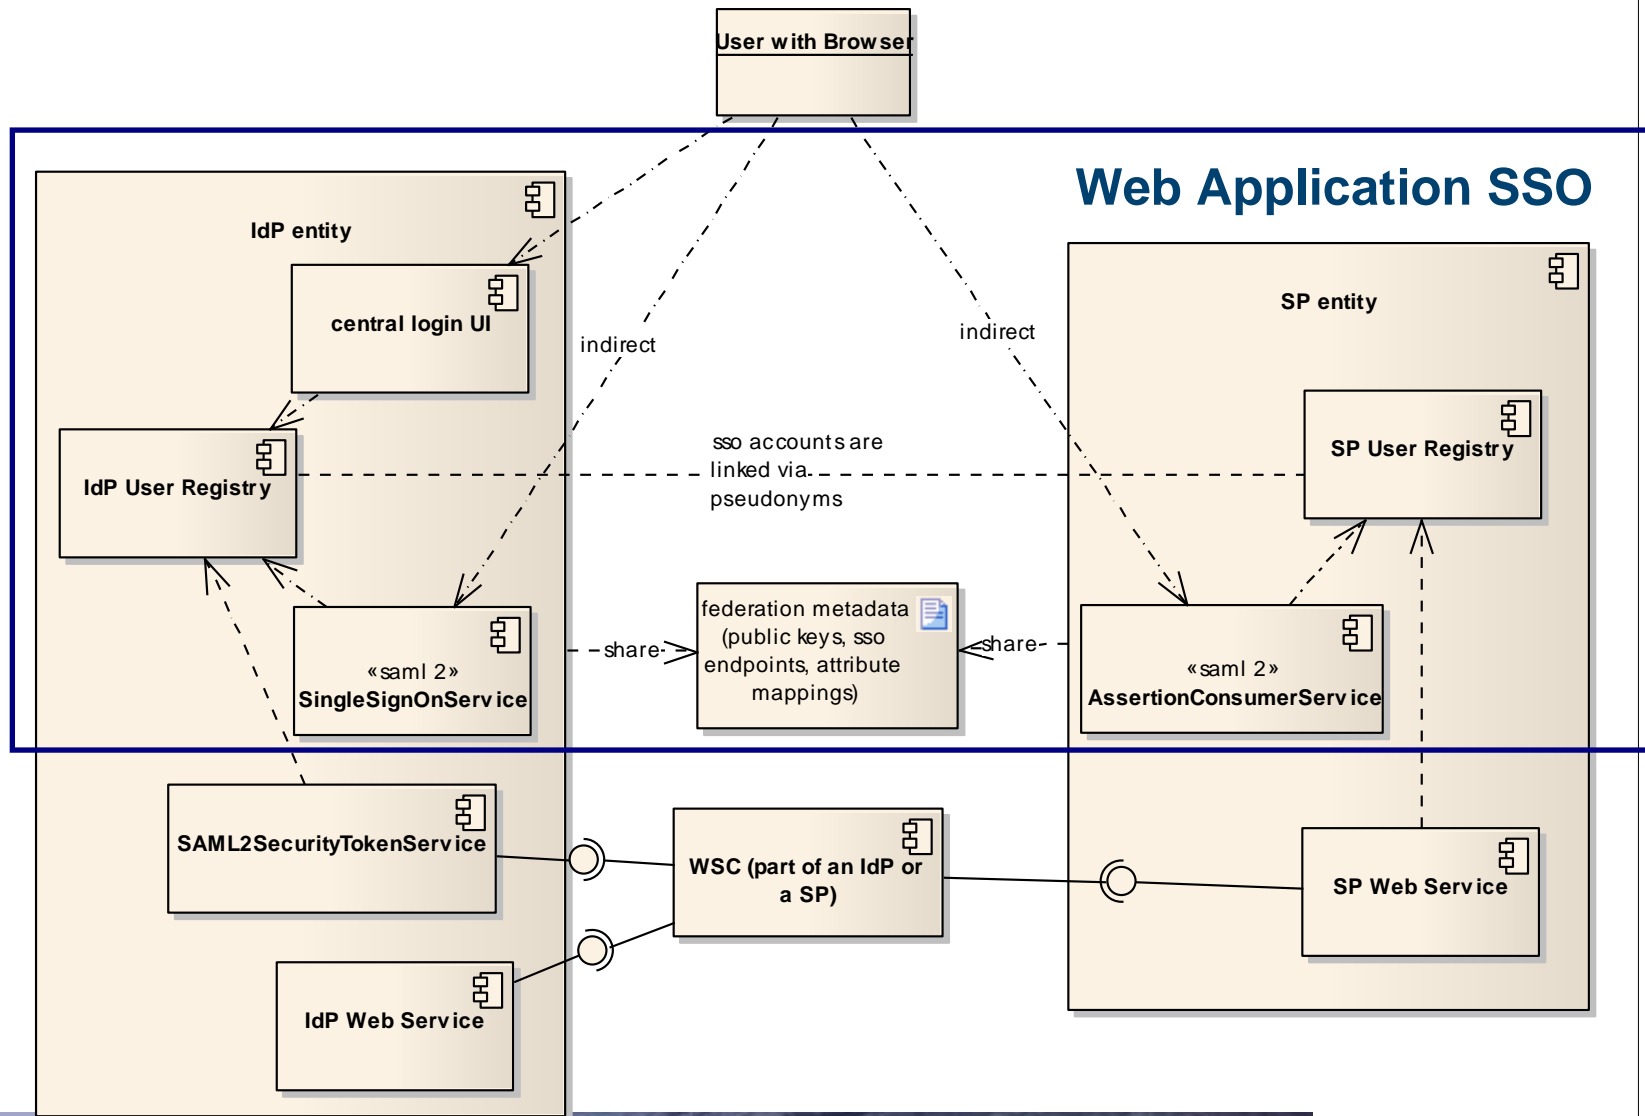 User with Browser
Web Application SSO
IdP entity
central login UI
SP entity
indirect
indirect
IdP User Registry
sso accounts are
linked via
pseudonyms
SP User Registry
«saml 2»
SingleSignOnService
share
federation metadata
(public keys, sso
endpoints, attribute
mappings)
share
«saml 2»
AssertionConsumerService
SAML2SecurityTokenService
WSC (part of an IdP or
a SP)
SP Web Service
IdP Web Service